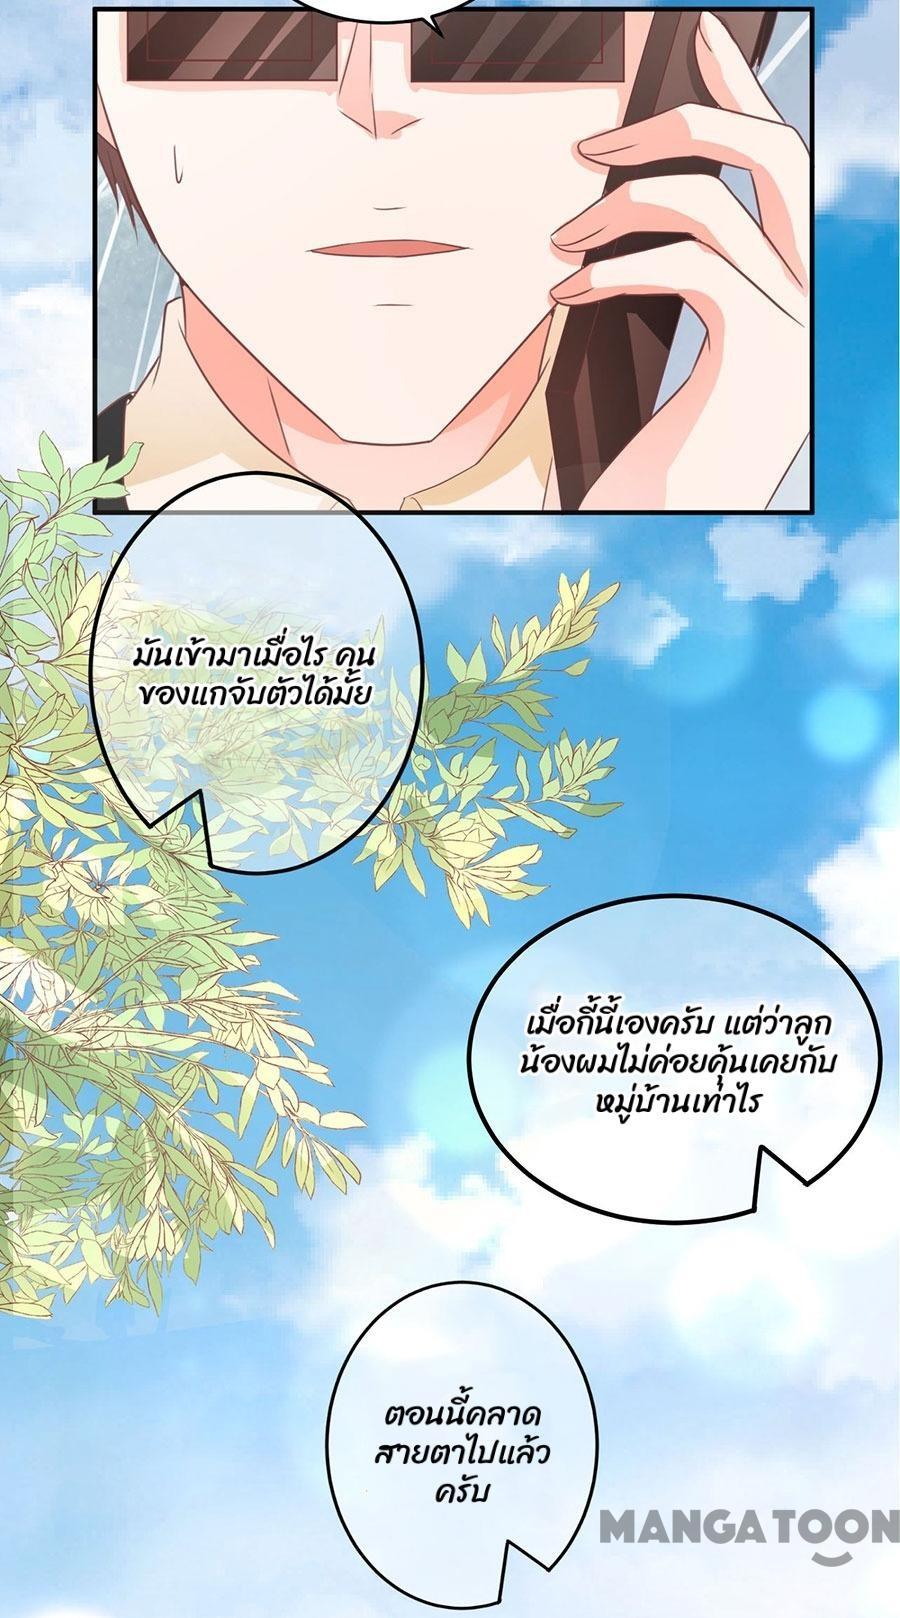 มันเข้ามาเมื่อไร คน
ของแกจับตัวได้มั้ย
เมื่อกี้นี้เองครับ แต่ว่าลูก
น้องผมไม่ค่อยคุ้นเคยกับ
หมู่บ้านเท่าไร
ตอนนี้คลาด
สายตาไปแล้ว
ครับ
MANGA TOON